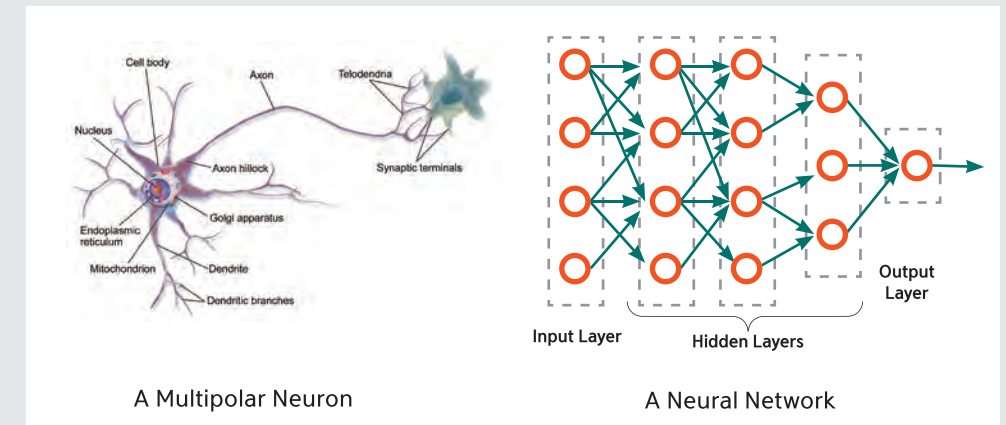 Cell body
Axon
Telodendria
Nucleus
Axon hillock
Synaptic terminals
Golgi apparatus
Endoplasmic
reticulum
Mitochondrion
Dendrite
Dendritic branches
A Multipolar Neuron
Input Layer
Hidden Layers
Output
Layer
A Neural Network